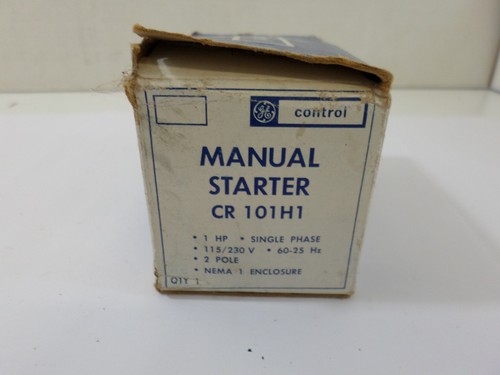 GE control
MANUAL
STARTER
CR 101H1
• 1 HP • SINGLE PHASE
• 115/230 V • 60-25 Hz
• 2 POLE
• NEMA 1 ENCLOSURE
QTY 1